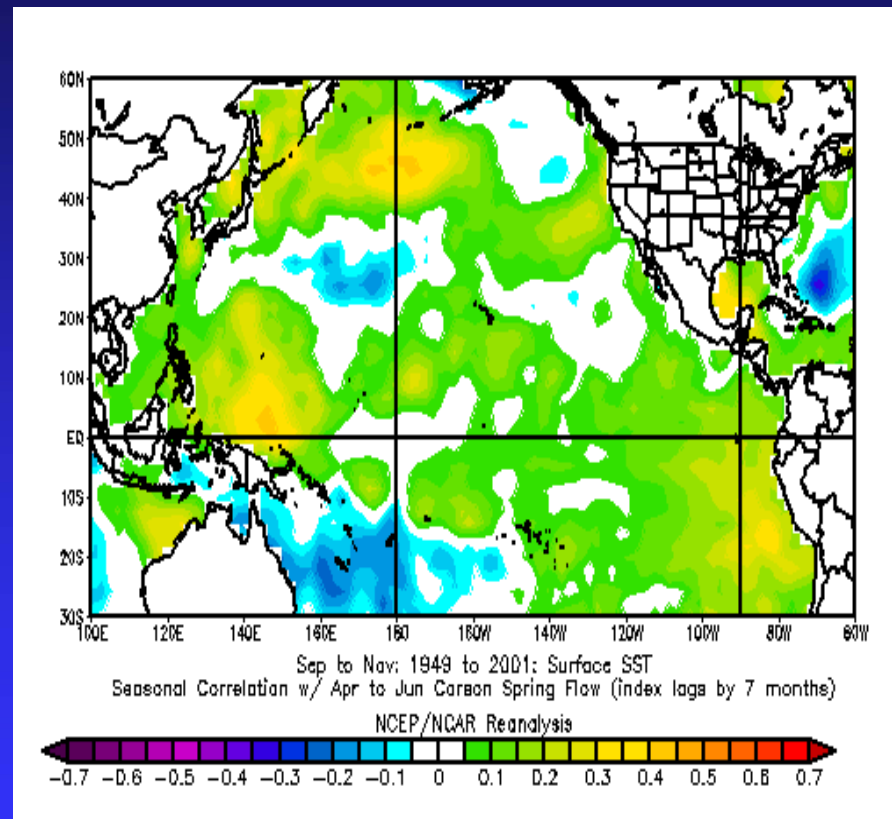 60N
50N
40N
30N
20N
10N
EQ
10S
20S
30S
100E 120E 140E 160E 180 160W 140W 120W 100W 80W 60W
Sep to Nov: 1949 to 2001: Surface SST
Seasonal Correlation w/ Apr to Jun Carson Spring Flow (index lags by 7 months)
NCEP/NCAR Reanalysis
-0.7 -0.6 -0.5 -0.4 -0.3 -0.2 -0.1 0 0.1 0.2 0.3 0.4 0.5 0.6 0.7